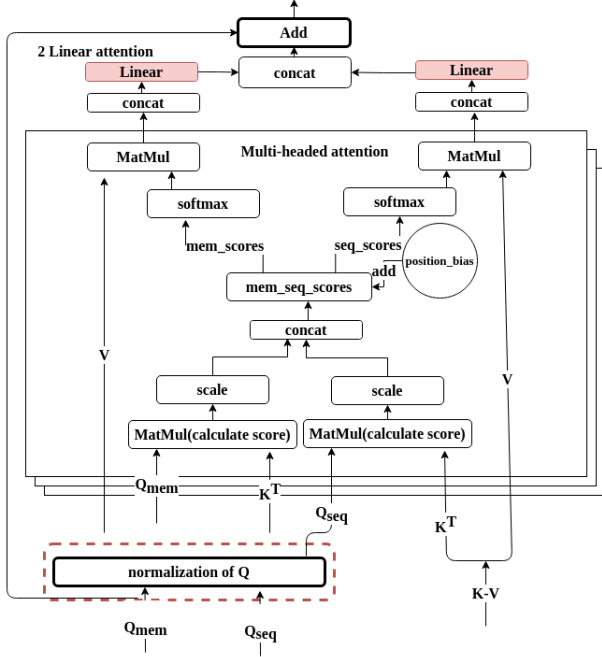 Add
2 Linear attention
Linear
concat
Linear
concat
concat
MatMul
Multi-headed attention
MatMul
softmax
softmax
mem_scores
seq_scores
position_bias
add
mem_seq_scores
concat
V
V
scale
scale
MatMul(calculate score)
MatMul(calculate score)
Qmem
KT
Qseq
KT
normalization of Q
K-V
Qmem
Qseq